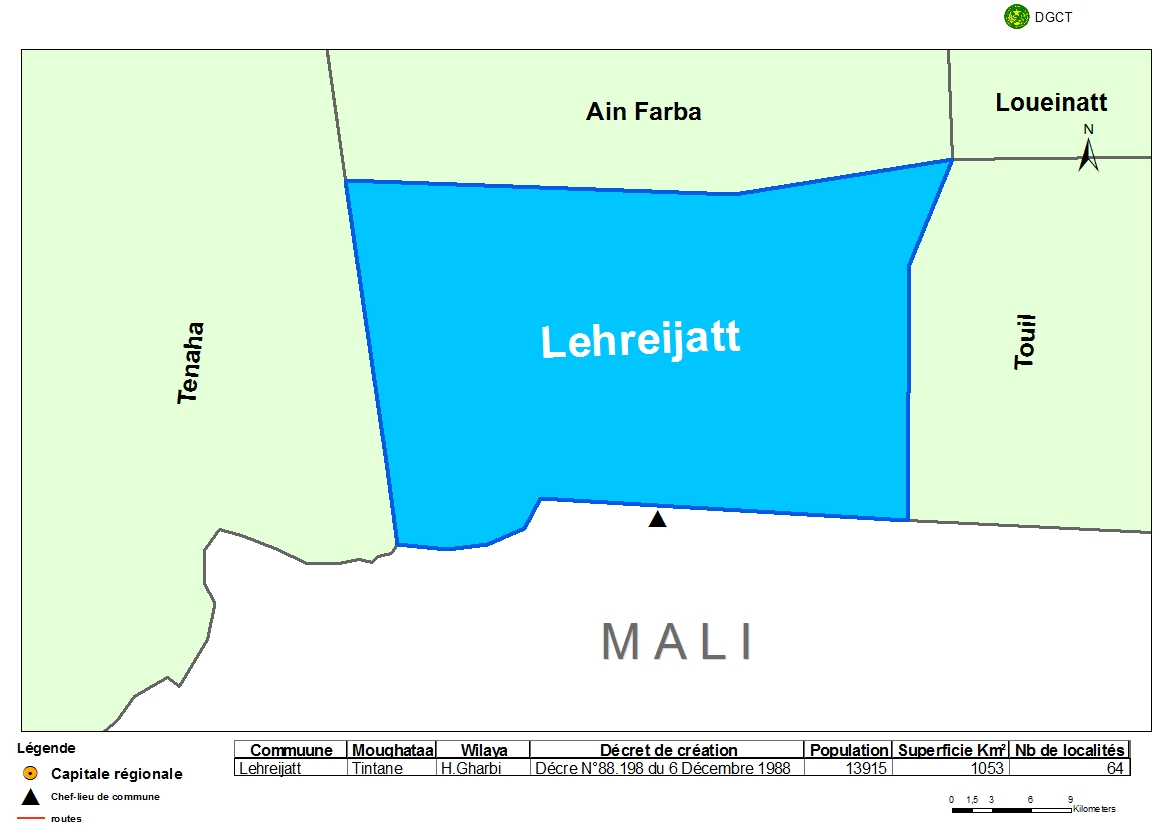 DGCT
Ain Farba
Loueinatt
N
Tenaha
Lehreijatt
Touil
MALI
Légende
Capitale régionale
Chef-lieu de commune
routes
Commuune Moughataa Wilaya Décret de création Population Superficie Km² Nb de localités
Lehreijatt Tintane H.Gharbi Décre N°88.198 du 6 Décembre 1988 13915 1053 64
0 1,5 3 6 9
Kilometers